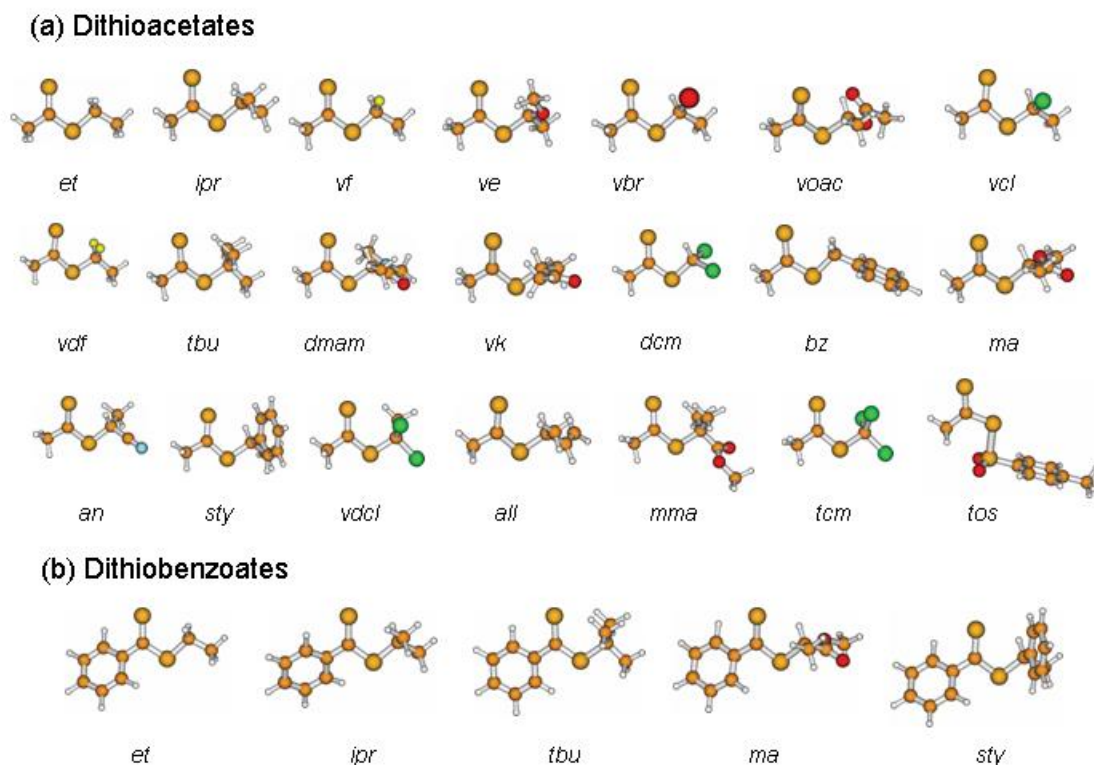 (a) Dithioacetates
et ipr vf ve vbr voac vcl
vdf tbu dmam vk dcm bz ma
an sty vdcl all mma tcm tos
(b) Dithiobenzoates
et ipr tbu ma sty